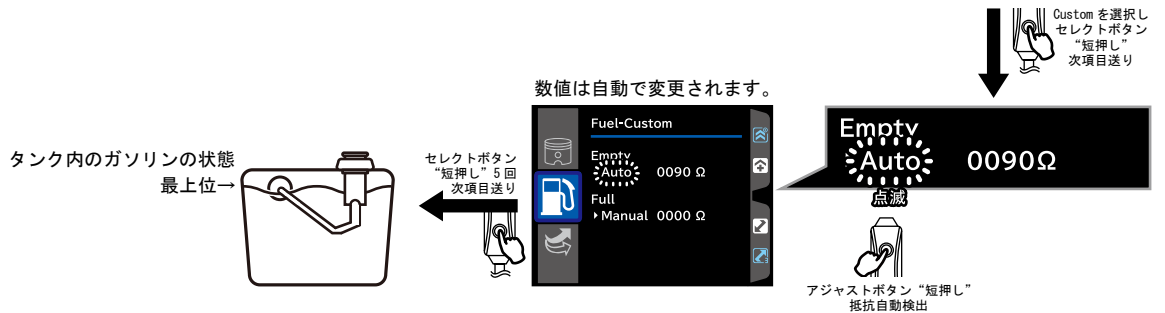 Custom を選択し
セレクトボタン
“短押し”
次項目送り
数値は自動で変更されます。
Fuel-Custom
Empty
Auto 0090 Ω
Full
Manual 0000 Ω
Empty
Auto 0090Ω
点滅
アジャストボタン “短押し”
抵抗自動検出
セレクトボタン
“短押し” 5 回
次項目送り
タンク内のガソリンの状態
最上位→